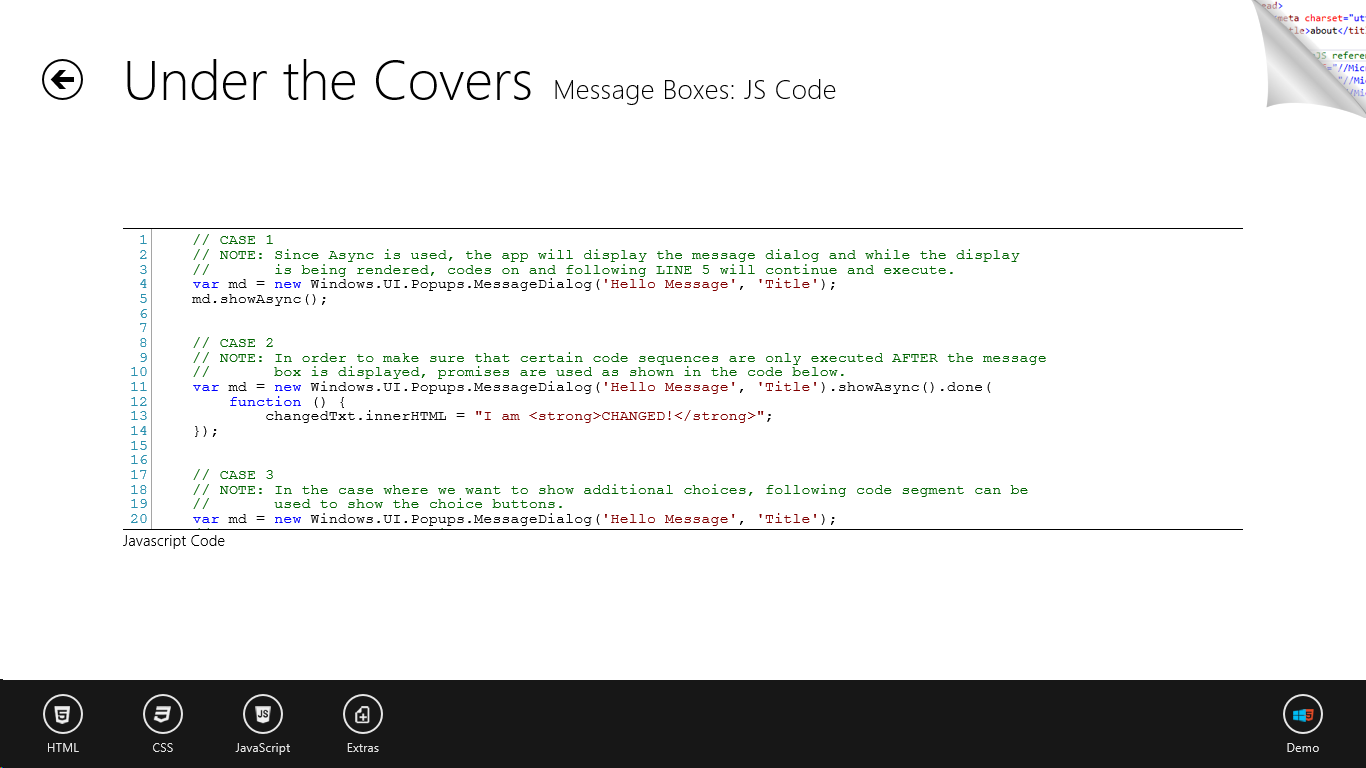 ead>
meta charset="ut
tle>about</titl
JS refere
="//Mic
"//Mi
/Mi
Under the Covers Message Boxes: JS Code
1 // CASE 1
2 // NOTE: Since Async is used, the app will display the message dialog and while the display
3 // is being rendered, codes on and following LINE 5 will continue and execute.
4 var md = new Windows.UI.Popups.MessageDialog('Hello Message', 'Title');
5 md.showAsync();
6
7
8 // CASE 2
9 // NOTE: In order to make sure that certain code sequences are only executed AFTER the message
10 // box is displayed, promises are used as shown in the code below.
11 var md = new Windows.UI.Popups.MessageDialog('Hello Message', 'Title').showAsync().done(
12 function () {
13 changedTxt.innerHTML = "I am <strong>CHANGED!</strong>";
14 });
15
16
17 // CASE 3
18 // NOTE: In the case where we want to show additional choices, following code segment can be
19 // used to show the choice buttons.
20 var md = new Windows.UI.Popups.MessageDialog('Hello Message', 'Title');
Javascript Code
HTML CSS JavaScript Extras Demo